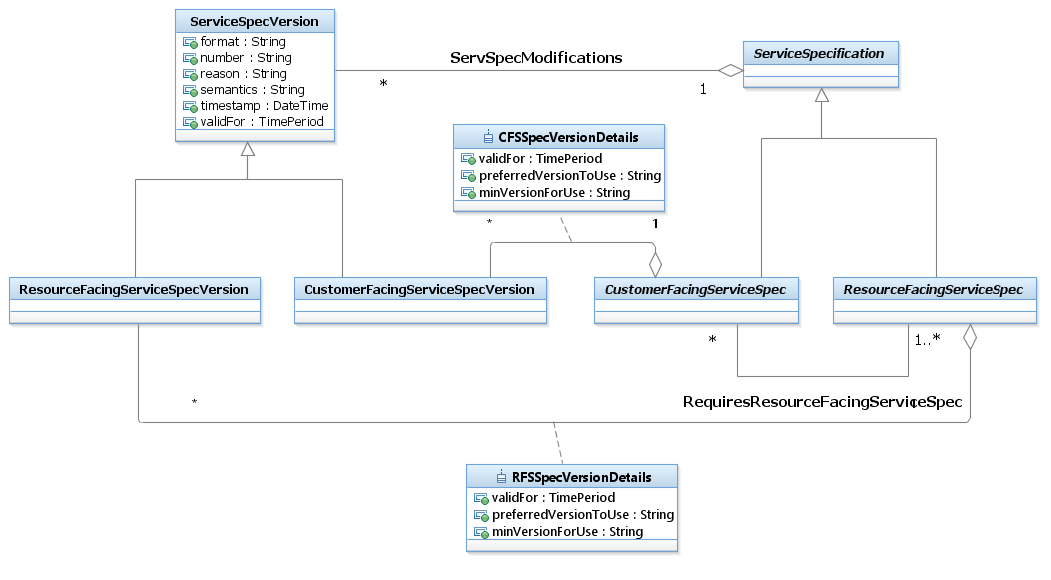 ServiceSpecVersion
format : String
number : String
reason : String
semantics : String
timestamp : DateTime
validFor : TimePeriod
ServSpecModifications
*
1
ServiceSpecification
CFSSpecVersionDetails
validFor : TimePeriod
preferredVersionToUse : String
minVersionForUse : String
*
1
ResourceFacingServiceSpecVersion
CustomerFacingServiceSpecVersion
CustomerFacingServiceSpec
ResourceFacingServiceSpec
*
1..*
*
RequiresResourceFacingServiceSpec
RFSSpecVersionDetails
validFor : TimePeriod
preferredVersionToUse : String
minVersionForUse : String